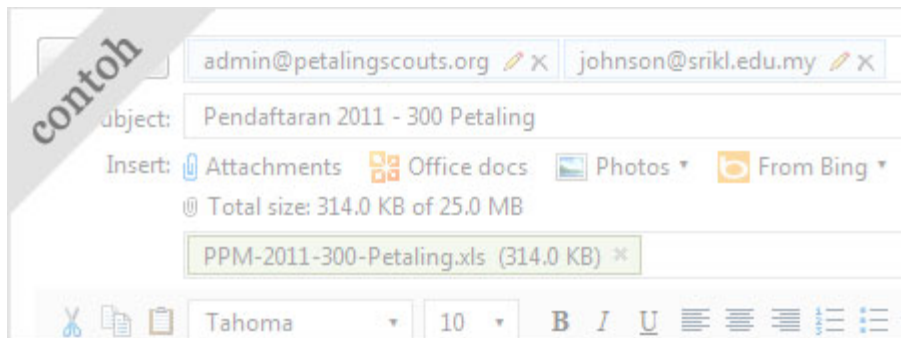 contoh
admin@petalingscouts.org johnson@srikl.edu.my
ubject: Pendaftaran 2011 - 300 Petaling
Insert: Attachments Office docs Photos From Bing
Total size: 314.0 KB of 25.0 MB
PPM-2011-300-Petaling.xls (314.0 KB)
Tahoma 10 B I U